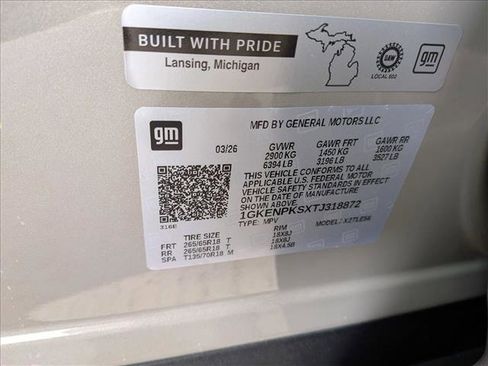 BUILT WITH PRIDE
Lansing, Michigan
UAW
LOCAL 602
gm
gm
MFD BY GENERAL MOTORS LLC
03/26 GVWR GAWR FRT GAWR RR
2900 KG 1450 KG 1600 KG
6394 LB 3196 LB 3527 LB
THIS VEHICLE CONFORMS TO ALL
APPLICABLE U.S. FEDERAL MOTOR
VEHICLE SAFETY STANDARDS IN EFFECT
ON THE DATE OF MANUFACTURE SHOWN ABOVE.
1GKENPKSXTJ318872
TYPE: MPV MODEL: X2TLE56
316E
TIRE SIZE RIM
FRT 265/65R18 T 18X8J
RR 265/65R18 T 18X8J
SPA T135/70R18 M 18X4.5B